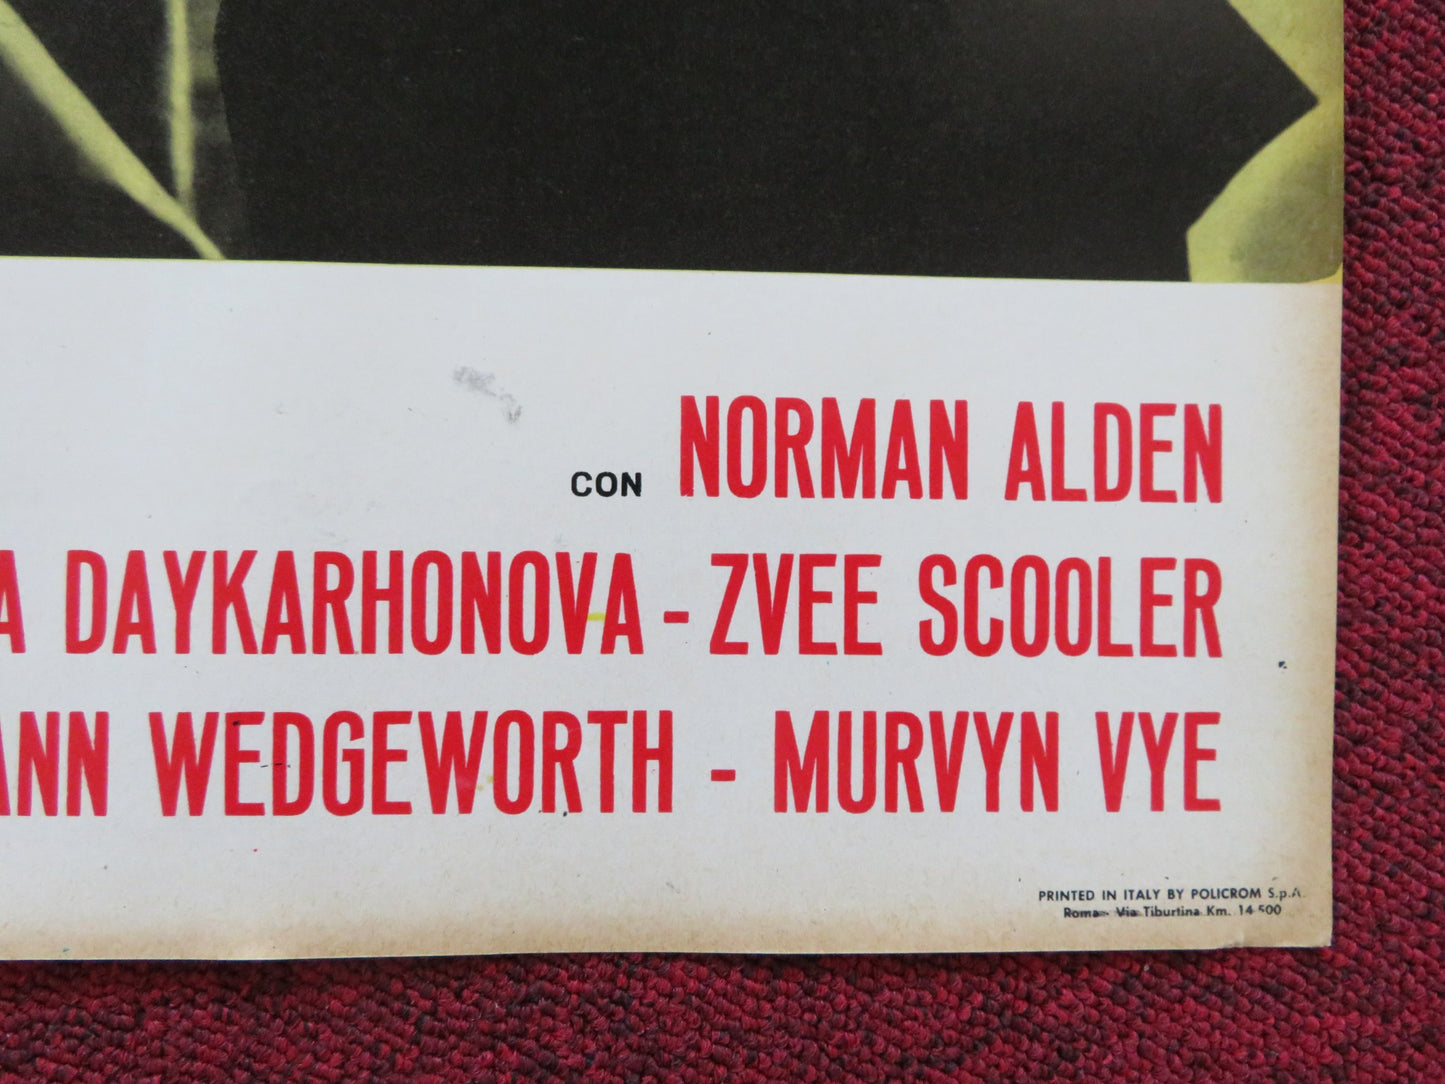 CON NORMAN ALDEN
A DAYKARHONOVA - ZVEE SCOOLER
ANN WEDGEWORTH - MURVYN VYE
PRINTED IN ITALY BY POLICROM S.p.A.
Roma - Via Tiburtina Km. 14 500